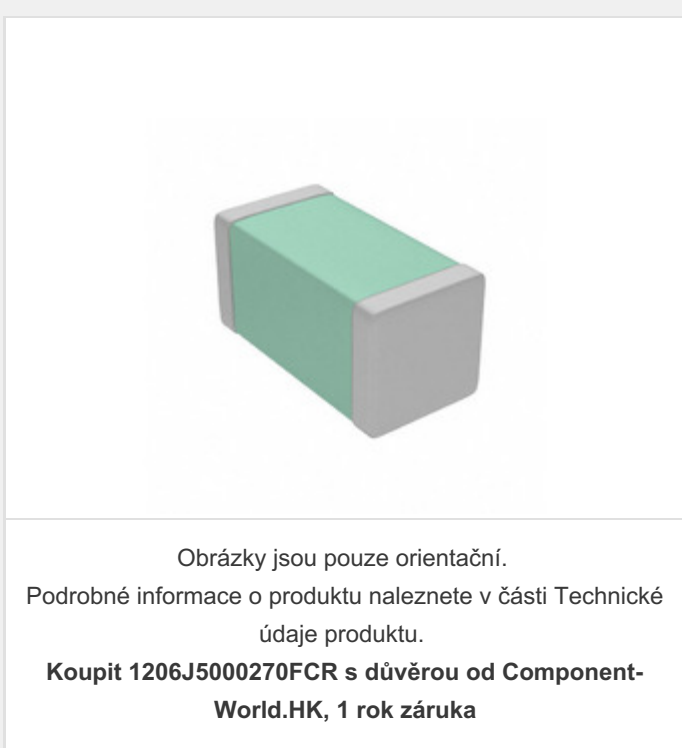 Obrázky jsou pouze orientační.
Podrobné informace o produktu naleznete v části Technické
údaje produktu.
Koupit 1206J5000270FCR s důvěrou od Component-
World.HK, 1 rok záruka